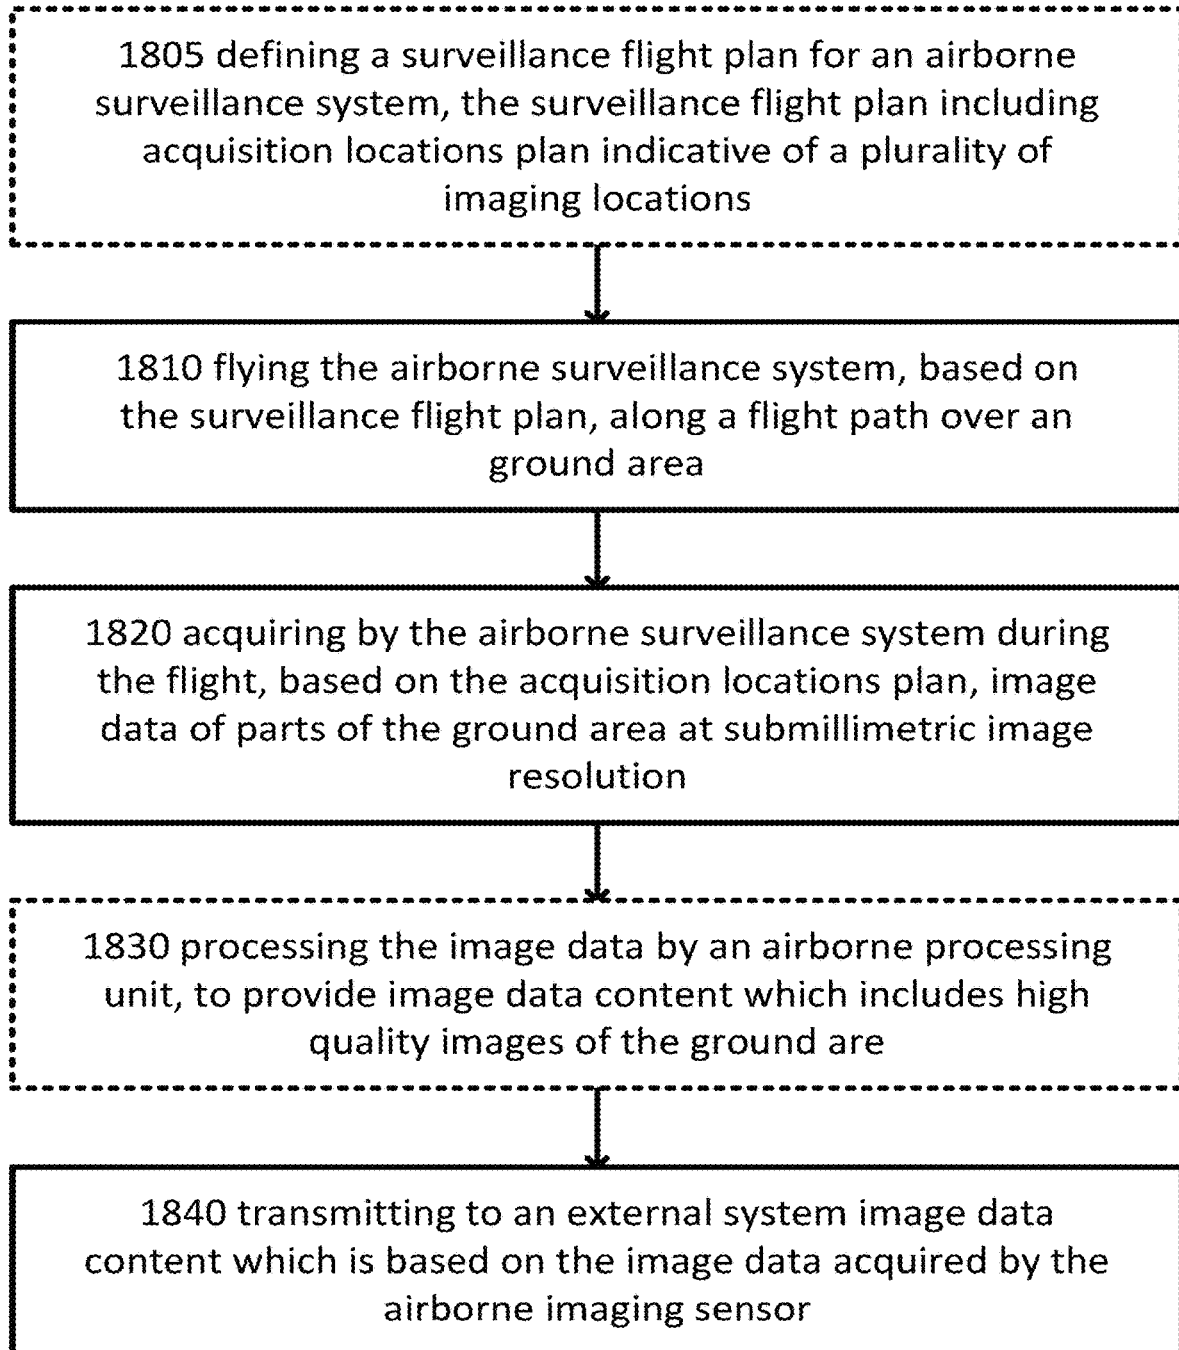 1805 defining a surveillance flight plan for an airborne
surveillance system, the surveillance flight plan including
acquisition locations plan indicative of a plurality of
imaging locations
1810 flying the airborne surveillance system, based on
the surveillance flight plan, along a flight path over an
ground area
1820 acquiring by the airborne surveillance system during
the flight, based on the acquisition locations plan, image
data of parts of the ground area at submillimetric image
resolution
1830 processing the image data by an airborne processing
unit, to provide image data content which includes high
quality images of the ground are
1840 transmitting to an external system image data
content which is based on the image data acquired by the
airborne imaging sensor